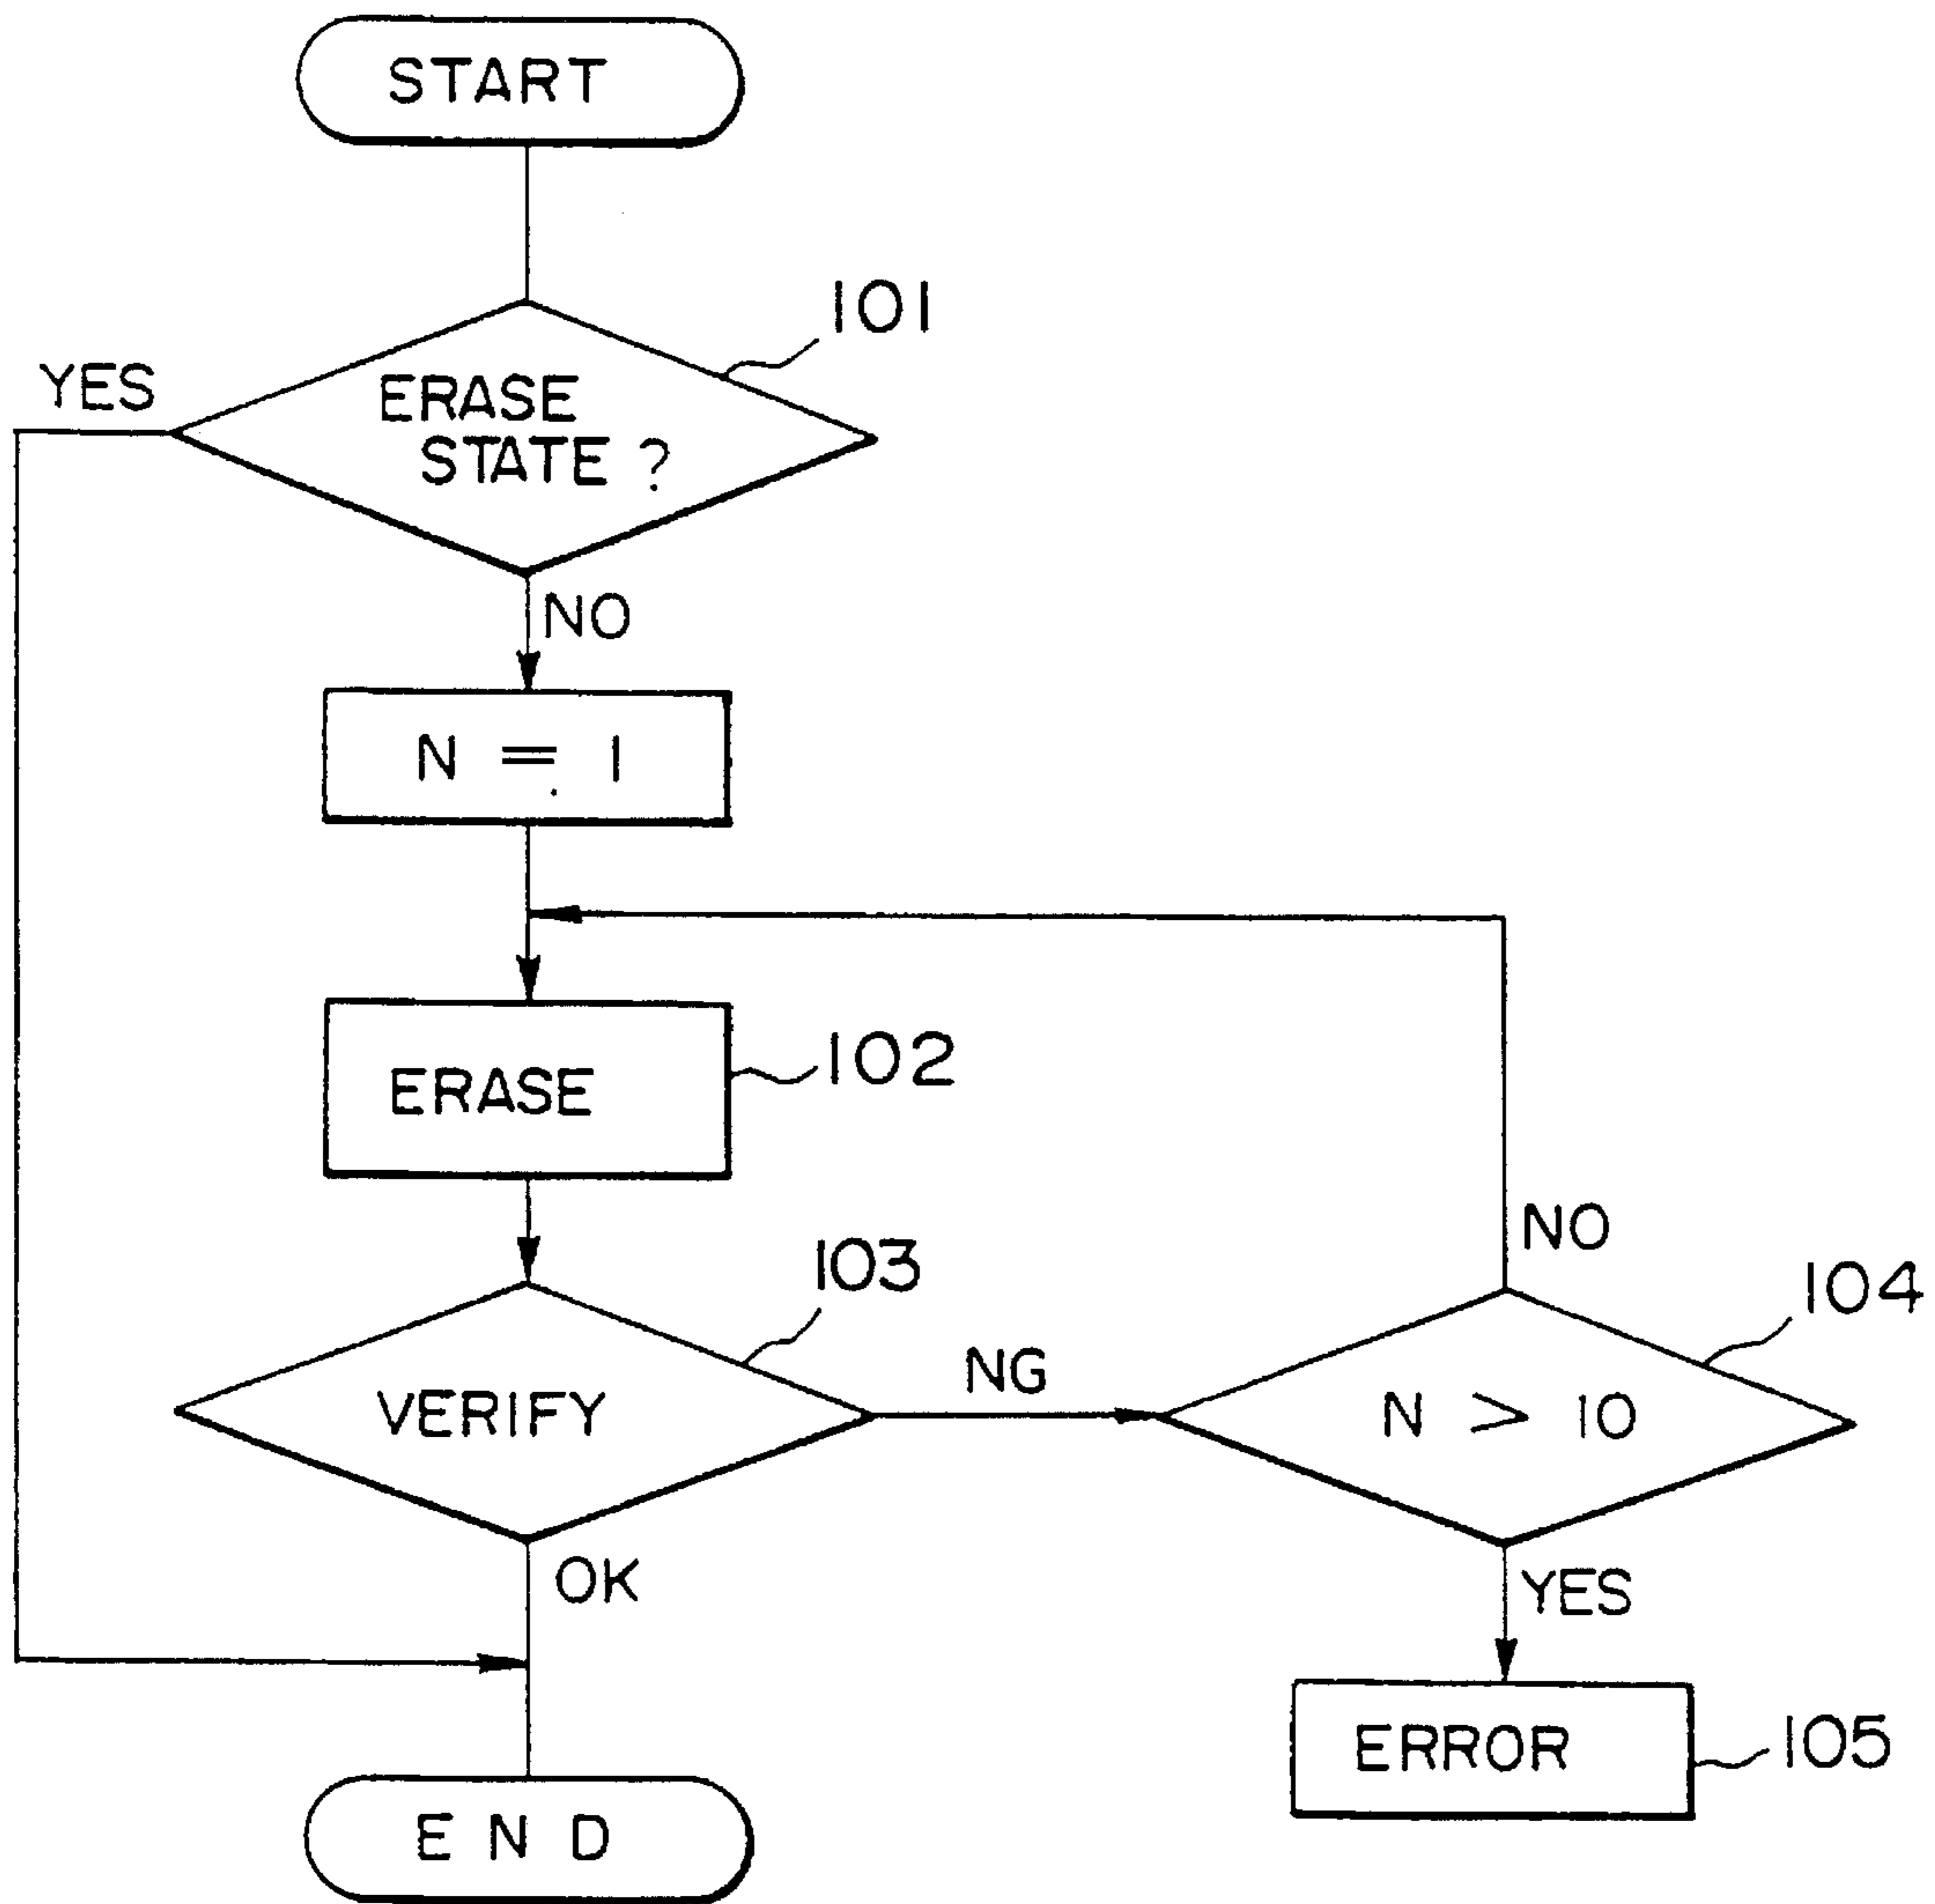 START
101
YES
ERASE
STATE ?
NO
N = 1
ERASE
102
VERIFY
103
NG
N > 10
104
NO
OK
YES
ERROR
105
END